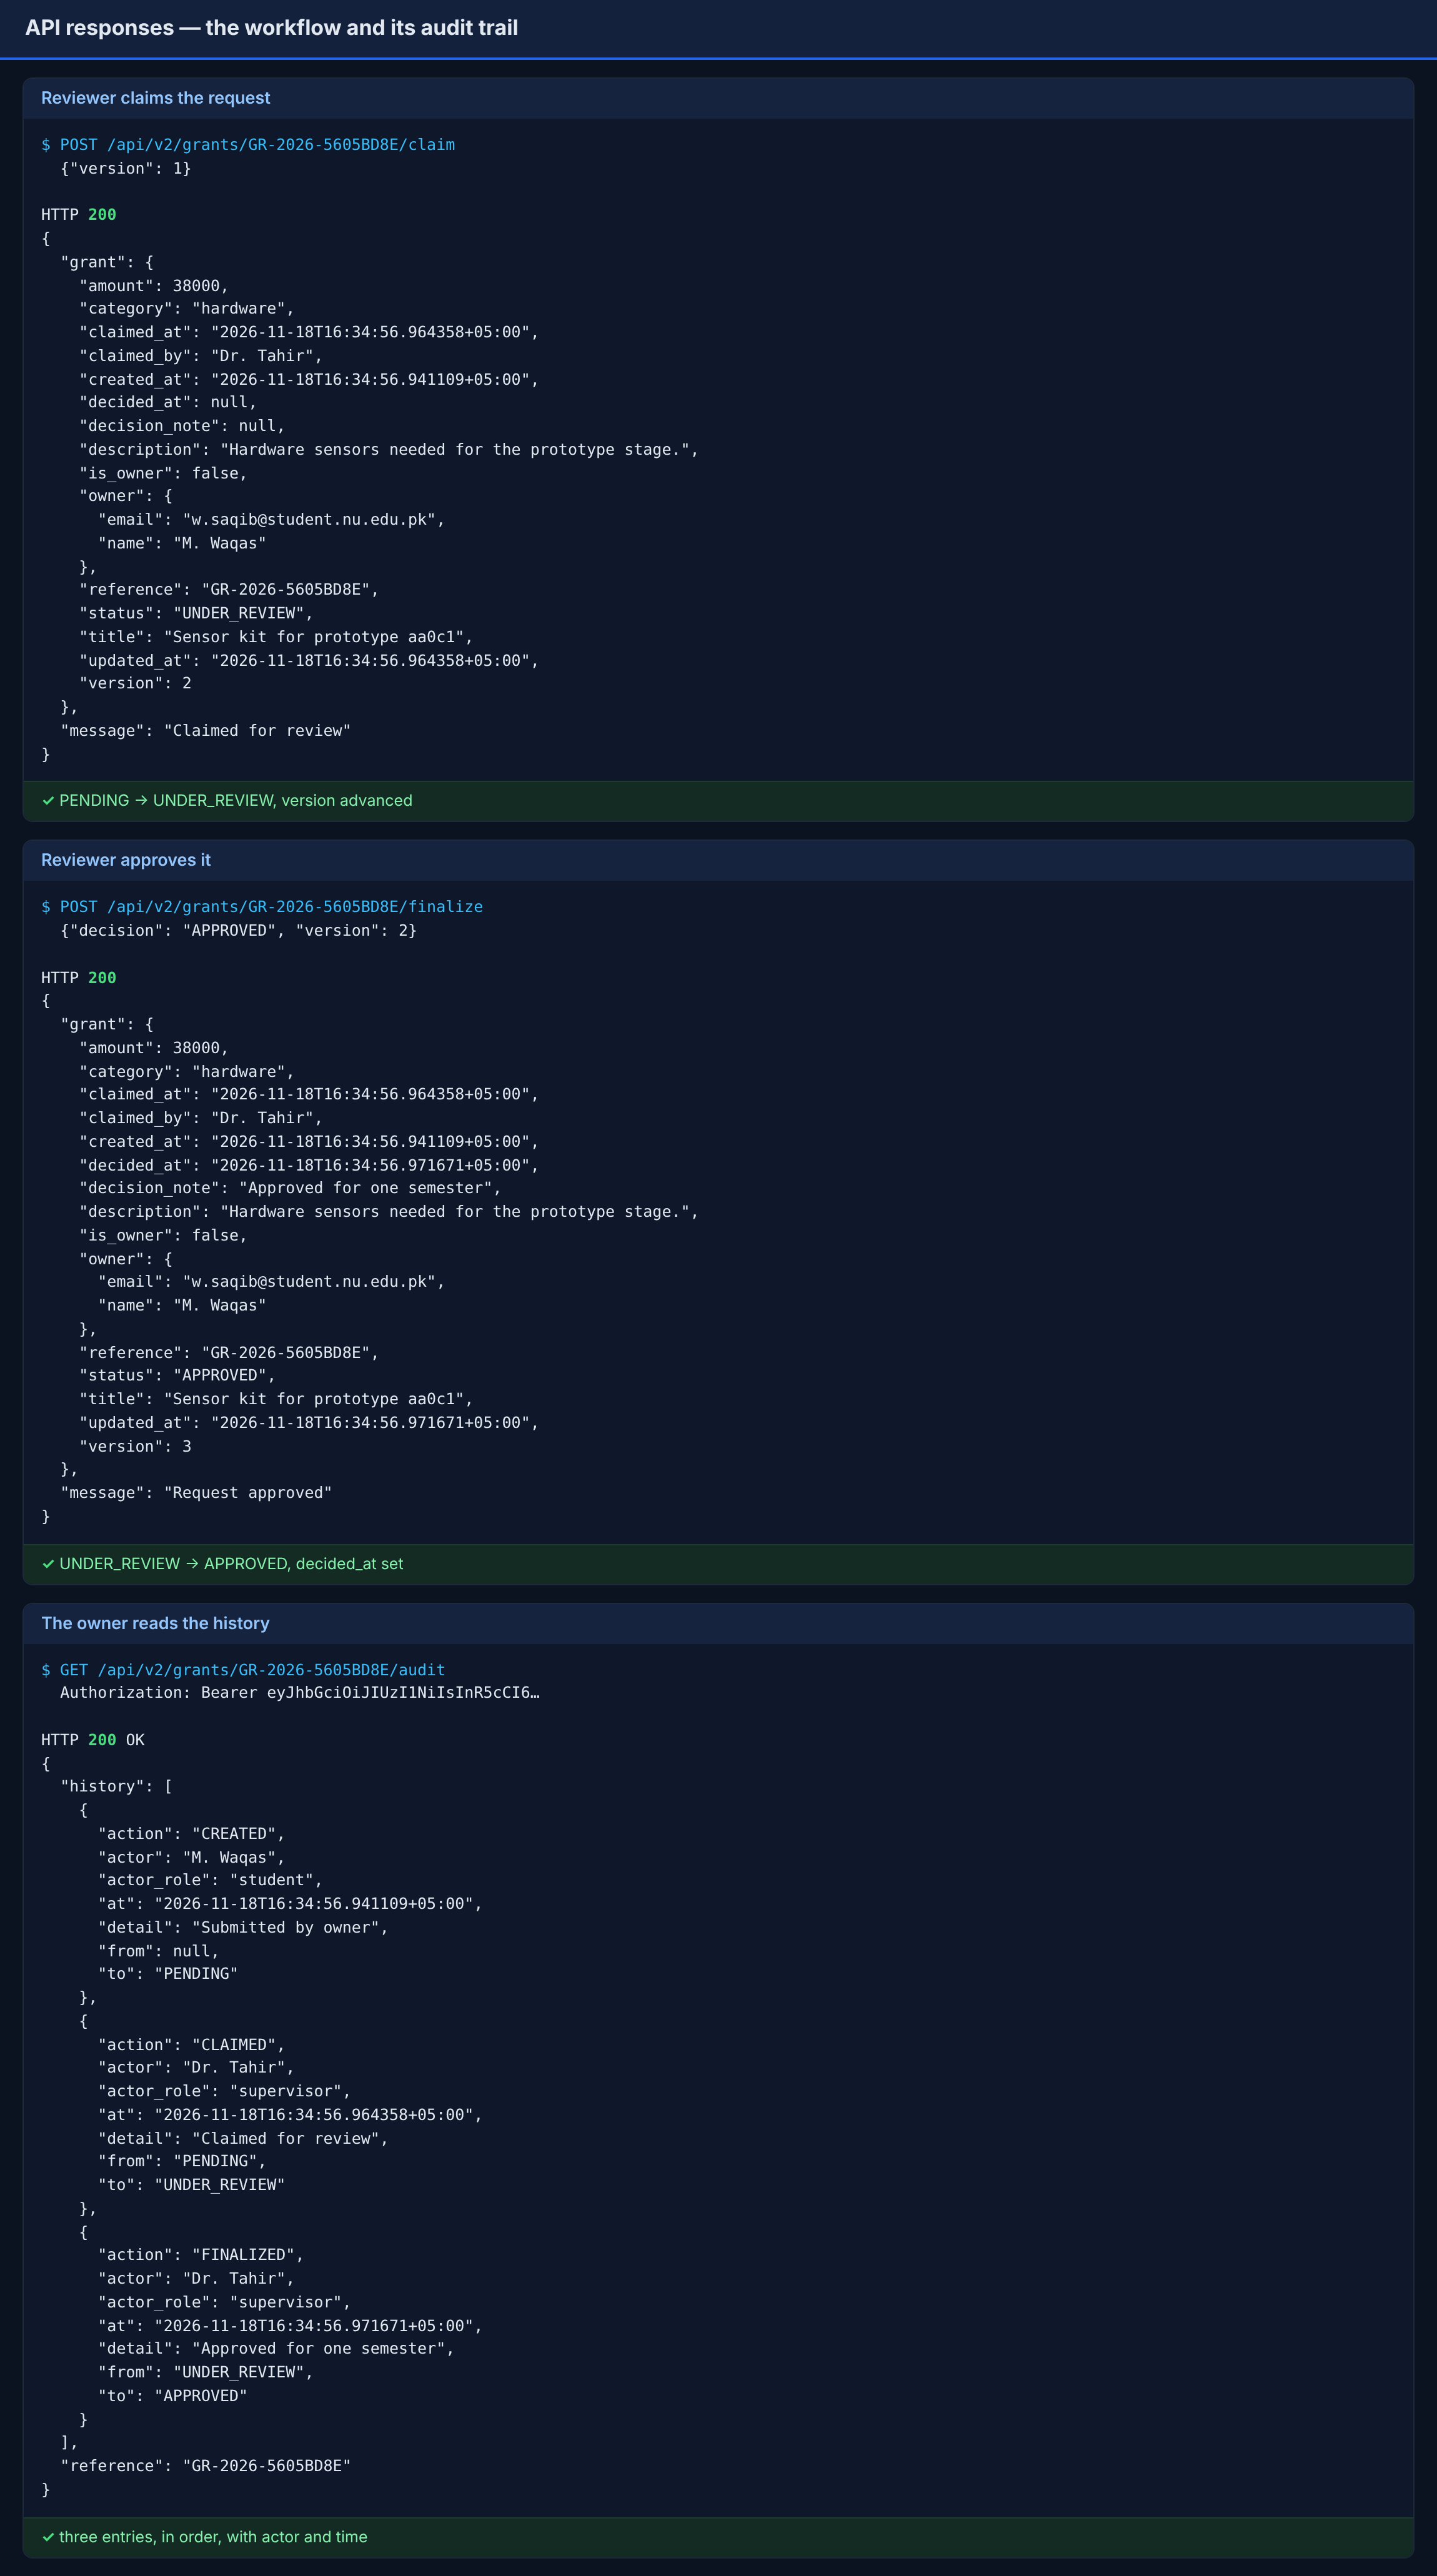 API responses — the workflow and its audit trail
Reviewer claims the request
$ POST /api/v2/grants/GR-2026-5605BD8E/claim
  {"version": 1}
HTTP 200
{
  "grant": {
    "amount": 38000,
    "category": "hardware",
    "claimed_at": "2026-11-18T16:34:56.964358+05:00",
    "claimed_by": "Dr. Tahir",
    "created_at": "2026-11-18T16:34:56.941109+05:00",
    "decided_at": null,
    "decision_note": null,
    "description": "Hardware sensors needed for the prototype stage.",
    "is_owner": false,
    "owner": {
      "email": "w.saqib@student.nu.edu.pk",
      "name": "M. Waqas"
    },
    "reference": "GR-2026-5605BD8E",
    "status": "UNDER_REVIEW",
    "title": "Sensor kit for prototype aa0c1",
    "updated_at": "2026-11-18T16:34:56.964358+05:00",
    "version": 2
  },
  "message": "Claimed for review"
}
✓ PENDING → UNDER_REVIEW, version advanced
Reviewer approves it
$ POST /api/v2/grants/GR-2026-5605BD8E/finalize
  {"decision": "APPROVED", "version": 2}
HTTP 200
{
  "grant": {
    "amount": 38000,
    "category": "hardware",
    "claimed_at": "2026-11-18T16:34:56.964358+05:00",
    "claimed_by": "Dr. Tahir",
    "created_at": "2026-11-18T16:34:56.941109+05:00",
    "decided_at": "2026-11-18T16:34:56.971671+05:00",
    "decision_note": "Approved for one semester",
    "description": "Hardware sensors needed for the prototype stage.",
    "is_owner": false,
    "owner": {
      "email": "w.saqib@student.nu.edu.pk",
      "name": "M. Waqas"
    },
    "reference": "GR-2026-5605BD8E",
    "status": "APPROVED",
    "title": "Sensor kit for prototype aa0c1",
    "updated_at": "2026-11-18T16:34:56.971671+05:00",
    "version": 3
  },
  "message": "Request approved"
}
✓ UNDER_REVIEW → APPROVED, decided_at set
The owner reads the history
$ GET /api/v2/grants/GR-2026-5605BD8E/audit
  Authorization: Bearer eyJhbGciOiJIUzI1NiIsInR5cCI6…
HTTP 200 OK
{
  "history": [
    {
      "action": "CREATED",
      "actor": "M. Waqas",
      "actor_role": "student",
      "at": "2026-11-18T16:34:56.941109+05:00",
      "detail": "Submitted by owner",
      "from": null,
      "to": "PENDING"
    },
    {
      "action": "CLAIMED",
      "actor": "Dr. Tahir",
      "actor_role": "supervisor",
      "at": "2026-11-18T16:34:56.964358+05:00",
      "detail": "Claimed for review",
      "from": "PENDING",
      "to": "UNDER_REVIEW"
    },
    {
      "action": "FINALIZED",
      "actor": "Dr. Tahir",
      "actor_role": "supervisor",
      "at": "2026-11-18T16:34:56.971671+05:00",
      "detail": "Approved for one semester",
      "from": "UNDER_REVIEW",
      "to": "APPROVED"
    }
  ],
  "reference": "GR-2026-5605BD8E"
}
✓ three entries, in order, with actor and time